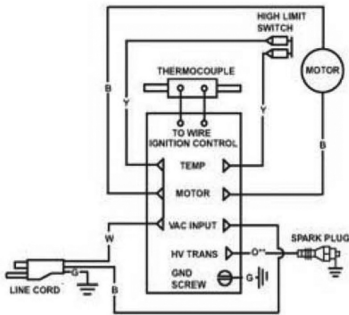 HIGH LIMIT
SWITCH
MOTOR
THERMOCOUPLE
B
Y
Y
B
TO WIRE
IGNITION CONTROL
TEMP
MOTOR
VAC INPUT
W
HV TRANS
O**
SPARK PLUG
GND
SCREW
G
G
LINE CORD
B